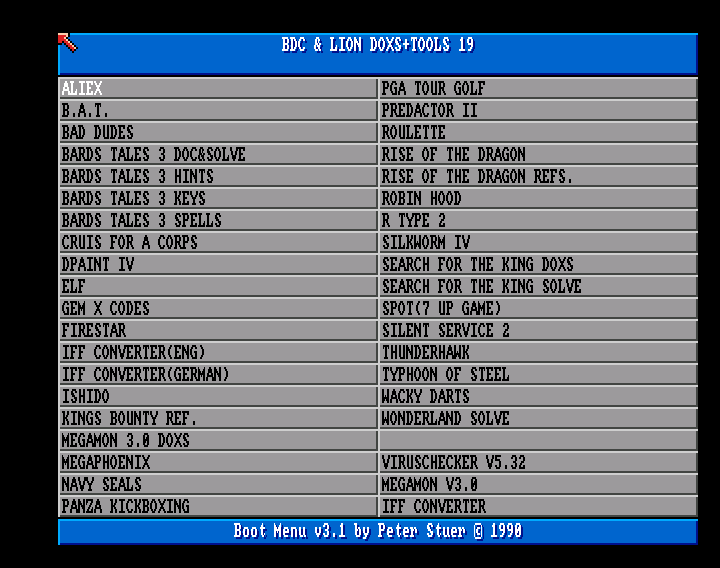 BDC & LION DOXS+TOOLS 19
ALIEX
B.A.T.
BAD DUDES
BARDS TALES 3 DOC&SOLVE
BARDS TALES 3 HINTS
BARDS TALES 3 KEYS
BARDS TALES 3 SPELLS
CRUIS FOR A CORPS
DPAINT IV
ELF
GEM X CODES
FIRESTAR
IFF CONVERTER(ENG)
IFF CONVERTER(GERMAN)
ISHIDO
KINGS BOUNTY REF.
MEGAMON 3.0 DOXS
MEGAPHOENIX
NAVY SEALS
PANZA KICKBOXING
PGA TOUR GOLF
PREDACTOR II
ROULETTE
RISE OF THE DRAGON
RISE OF THE DRAGON REFS.
ROBIN HOOD
R TYPE 2
SILKWORM IV
SEARCH FOR THE KING DOXS
SEARCH FOR THE KING SOLVE
SPOT(7 UP GAME)
SILENT SERVICE 2
THUNDERHAWK
TYPHOON OF STEEL
WACKY DARTS
WONDERLAND SOLVE
VIRUSCHECKER V5.32
MEGAMON V3.0
IFF CONVERTER
Boot Menu v3.1 by Peter Stuer © 1990